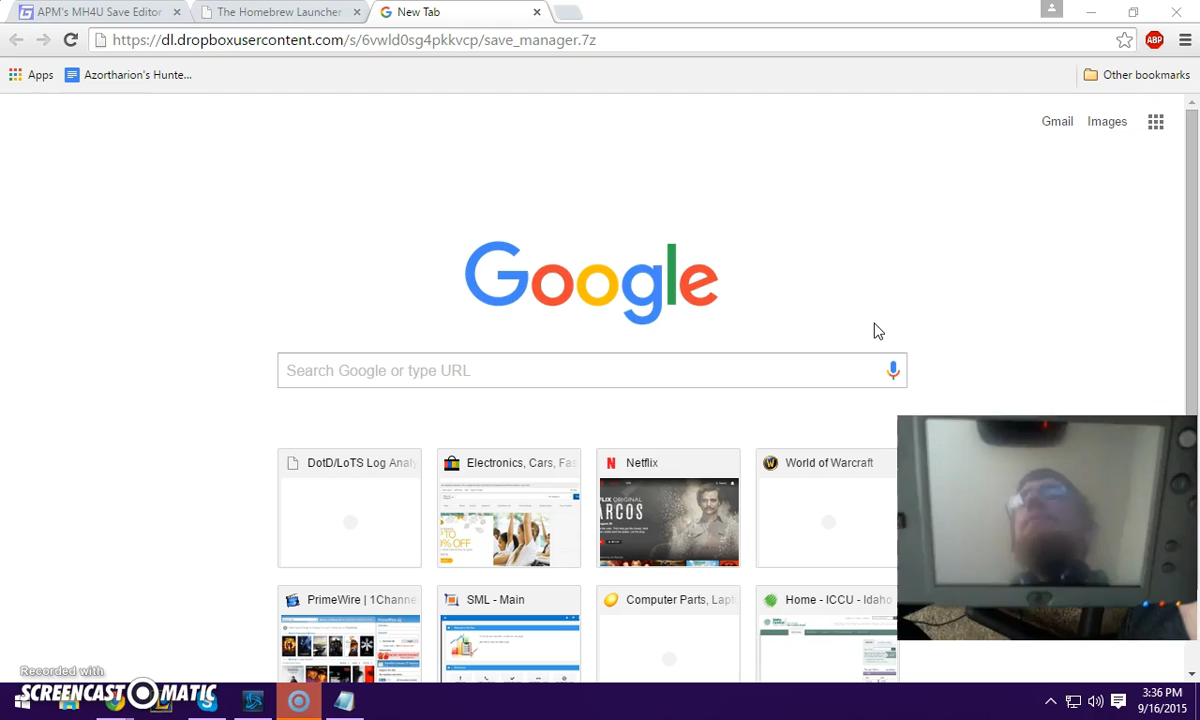 APM's MH4U Save Editor
The Homebrew Launcher
New Tab
https://dl.dropboxusercontent.com/s/6vwld0sg4pkkvcp/save_manager.7z
ABP
Apps
Azortharion's Hunte...
Other bookmarks
Gmail
Images
Google
Search Google or type URL
DotD/LoTS Log Analy
Electronics, Cars, Fas
Netflix
World of Warcraft
PrimeWire | 1Channe
SML - Main
Computer Parts, Lapt
Home - ICCU - Idaho
Recorded with
SCREENCAST-O-MATIC
3:36 PM
9/16/2015